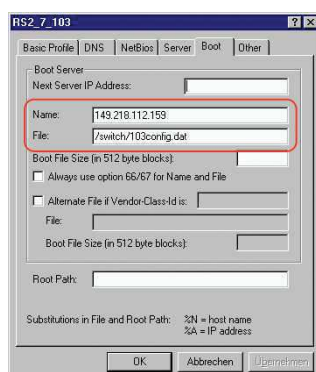 RS2_7_103
Basic Profile DNS NetBios Server Boot Other
Boot Server
Next Server IP Address:
Name: 149.218.112.159
File: /switch/103config.dat
Boot File Size (in 512 byte blocks):
Always use option 66/67 for Name and File
Alternate File if Vendor-Class-Id is:
File:
Boot File Size (in 512 byte blocks):
Root Path:
Substitutions in File and Root Path: %N = host name
%A = IP address
OK Abbrechen Übernehmen